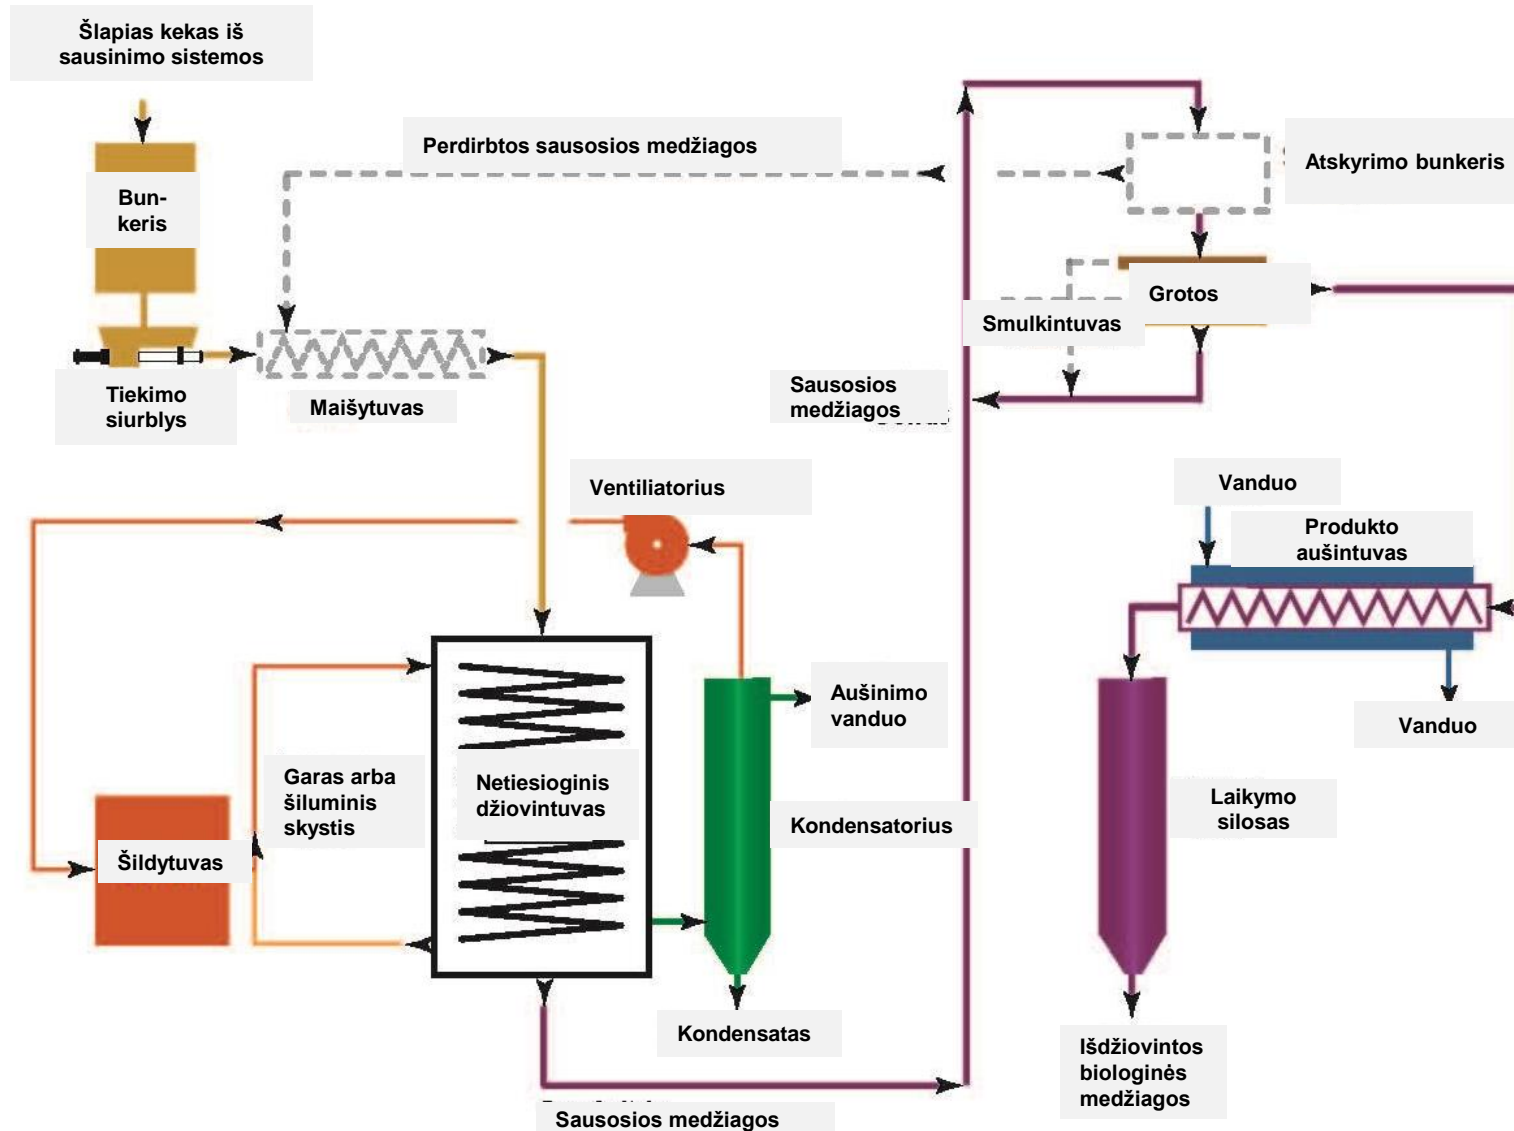 Šlapias kekas iš
sausinimo sistemos
Perdirbtos sausosios medžiagos
Atskyrimo bunkeris
Bun-
keris
Grotos
Smulkintuvas
Tiekimo
siurblys
Maišytuvas
Sausosios
medžiagos
Ventiliatorius
Vanduo
Produkto
aušintuvas
Aušinimo
vanduo
Vanduo
Garas arba
šiluminis
skystis
Netiesioginis
džiovintuvas
Kondensatorius
Laikymo
silosas
Šildytuvas
Kondensatas
Išdžiovintos
biologinės
medžiagos
Sausosios medžiagos